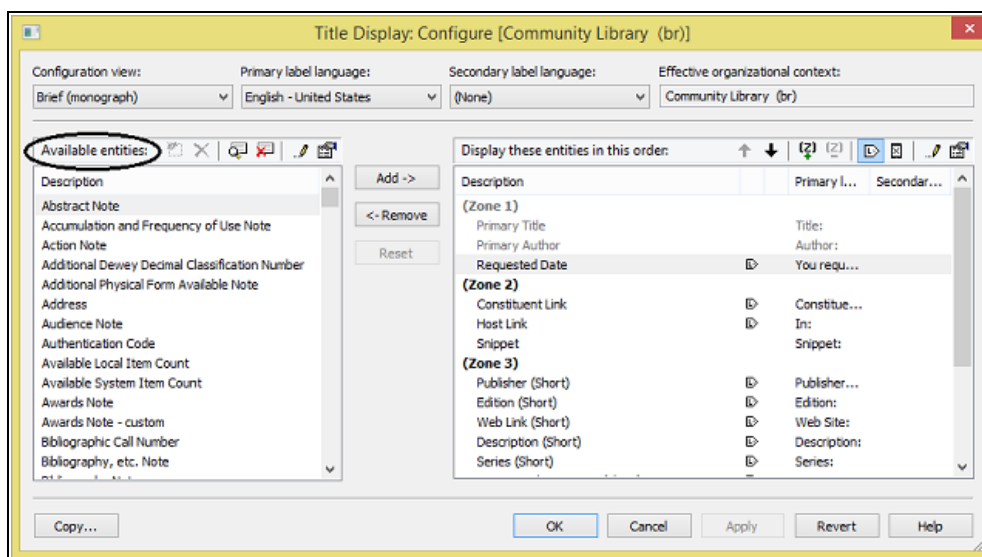 Title Display: Configure [Community Library (br)]
Configuration view: Primary label language: Secondary label language: Effective organizational context:
Brief (monograph) English - United States (None) Community Library (br)
Available entities: Display these entities in this order:
Description Add -> Description Primary l... Secondar...
Abstract Note (Zone 1)
Accumulation and Frequency of Use Note <- Remove Primary Title Title:
Action Note Primary Author Author:
Additional Dewey Decimal Classification Number Reset Requested Date You requ...
Additional Physical Form Available Note (Zone 2)
Address Constituent Link Constitue...
Audience Note Host Link In:
Authentication Code Snippet Snippet:
Available Local Item Count (Zone 3)
Available System Item Count Publisher (Short) Publisher...
Awards Note Edition (Short) Edition:
Awards Note - custom Web Link (Short) Web Site:
Bibliographic Call Number Description (Short) Description:
Bibliography, etc. Note Series (Short) Series:
Copy... OK Cancel Apply Revert Help